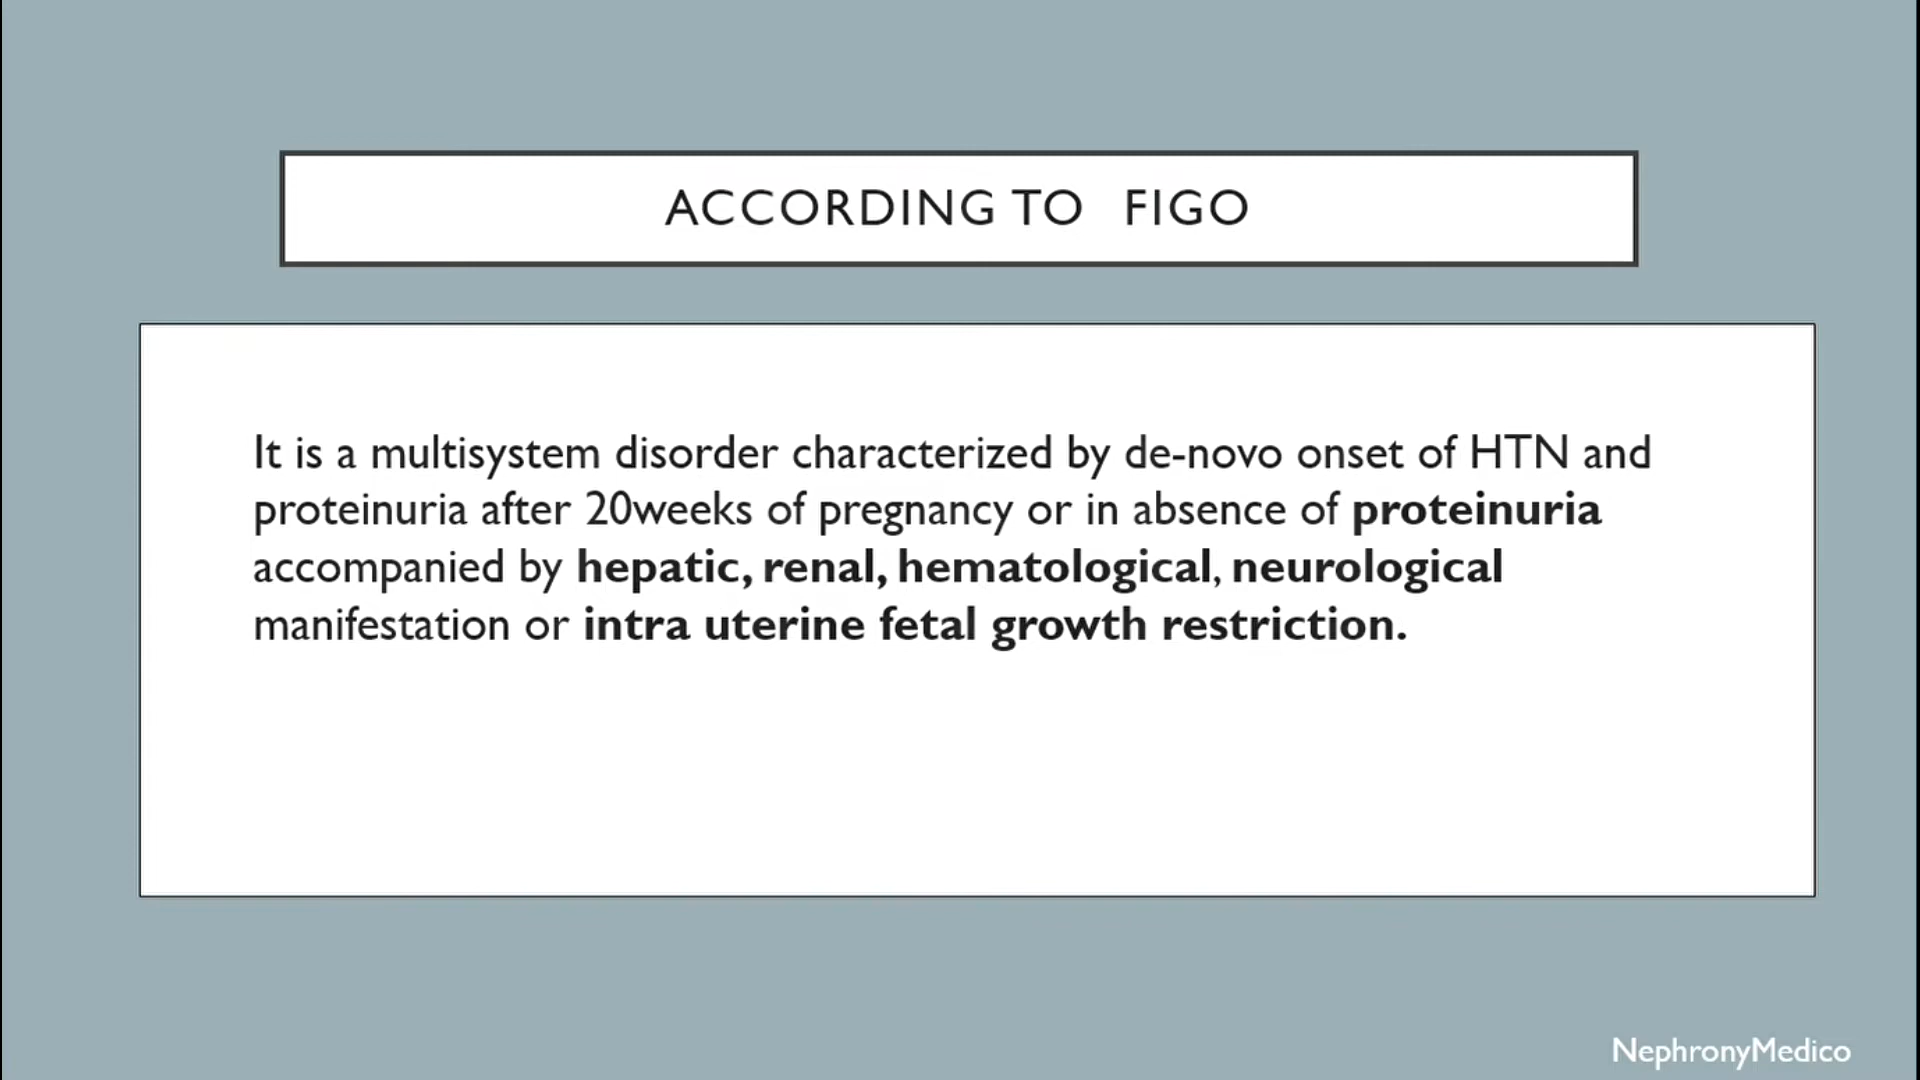 ACCORDING TO FIGO
It is a multisystem disorder characterized by de-novo onset of HTN and
proteinuria after 20weeks of pregnancy or in absence of proteinuria
accompanied by hepatic, renal, hematological, neurological
manifestation or intra uterine fetal growth restriction.
NephronyMedico